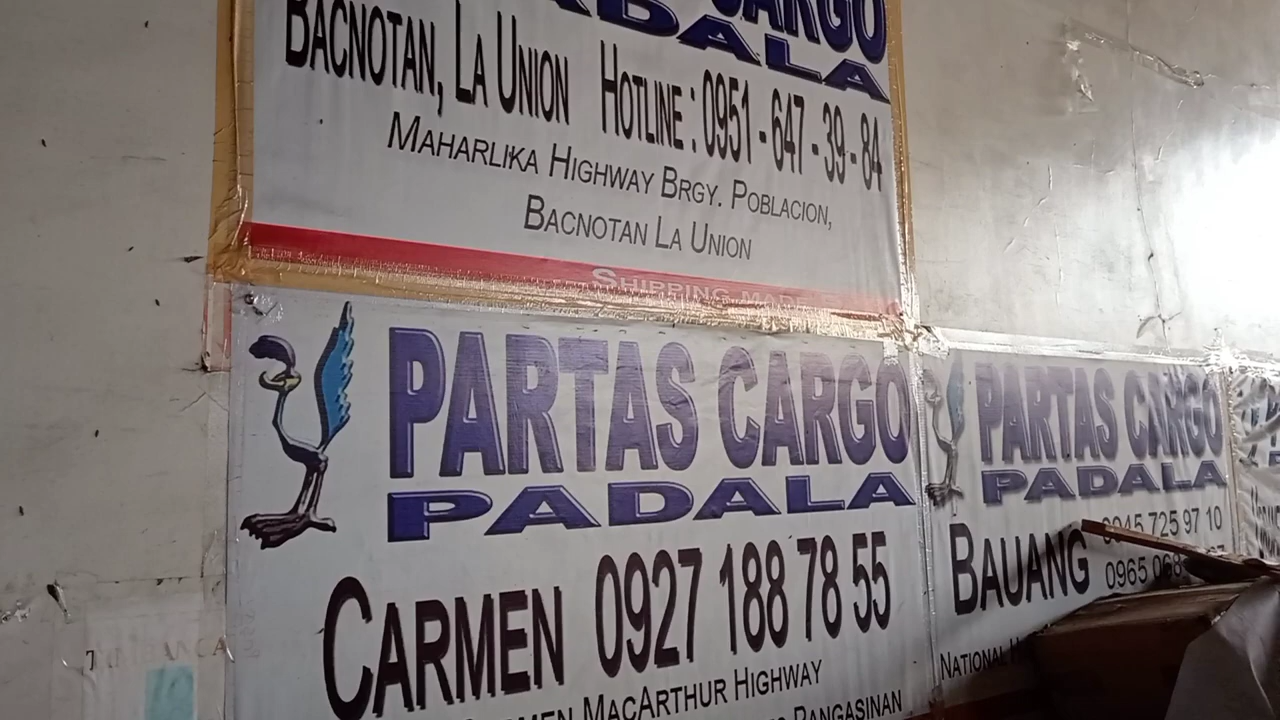 CARGO
PADALA
BACNOTAN, LA UNION HOTLINE : 0951 - 647 - 39 - 84
MAHARLIKA HIGHWAY BRGY. POBLACION,
BACNOTAN LA UNION
SHIPPING MADE
PARTAS CARGO
PADALA
CARMEN 0927 188 78 55
CARMEN MACARTHUR HIGHWAY
PANGASINAN
PARTAS CARGO
PADALA
BAUANG 0945 725 97 10
0965 068
NATIONAL